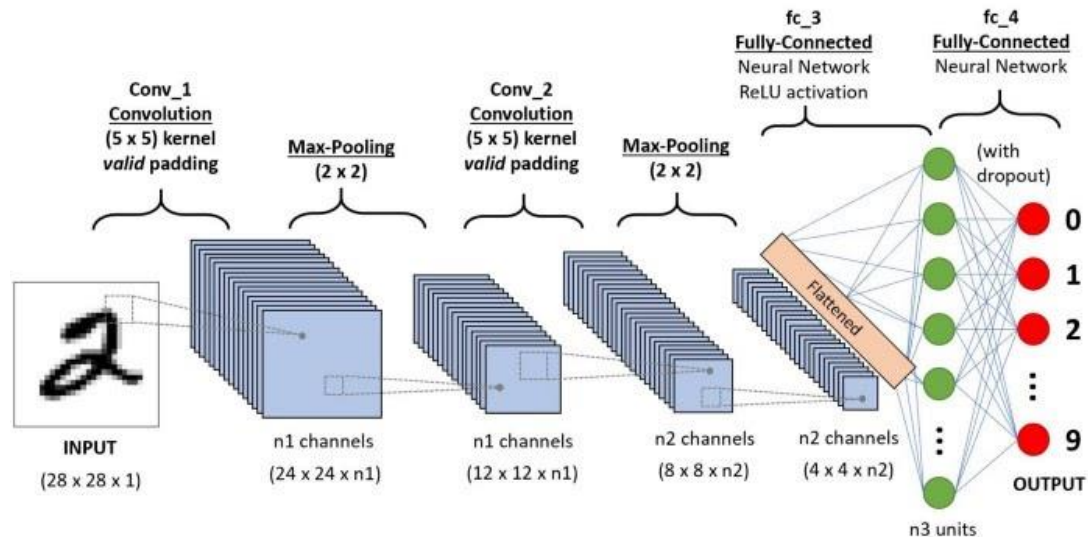 fc_3
Fully-Connected
Neural Network
ReLU activation
fc_4
Fully-Connected
Neural Network
Conv_1
Convolution
(5 x 5) kernel
valid padding
Max-Pooling
(2 x 2)
Conv_2
Convolution
(5 x 5) kernel
valid padding
Max-Pooling
(2 x 2)
(with
dropout)
Flattened
0
1
2
9
INPUT
(28 x 28 x 1)
n1 channels
(24 x 24 x n1)
n1 channels
(12 x 12 x n1)
n2 channels
(8 x 8 x n2)
n2 channels
(4 x 4 x n2)
n3 units
OUTPUT